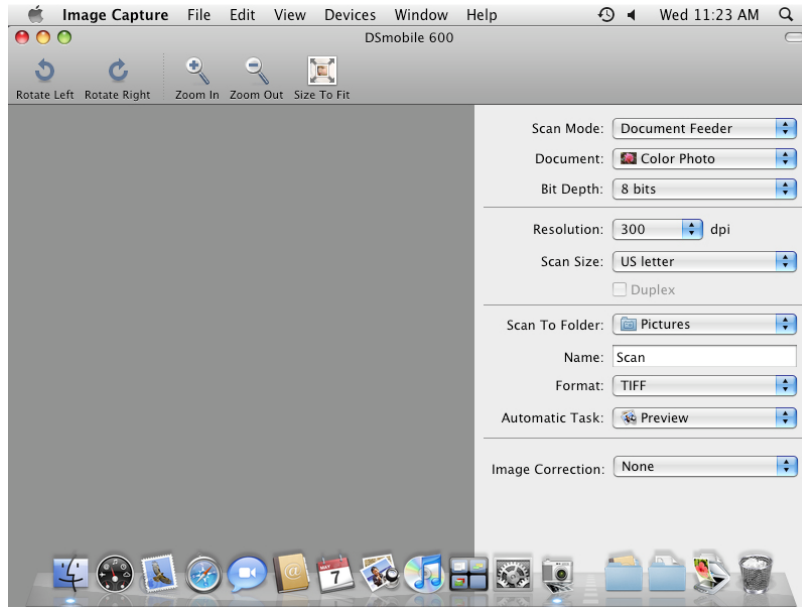 Image Capture File Edit View Devices Window Help Wed 11:23 AM
DSmobile 600
Rotate Left Rotate Right Zoom In Zoom Out Size To Fit
Scan Mode: Document Feeder
Document: Color Photo
Bit Depth: 8 bits
Resolution: 300 dpi
Scan Size: US letter
Duplex
Scan To Folder: Pictures
Name: Scan
Format: TIFF
Automatic Task: Preview
Image Correction: None
@ 7